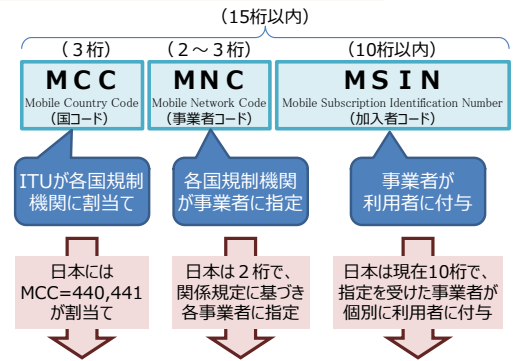 （15桁以内）
（３桁）
（２～３桁）
（10桁以内）
ＭＣＣ
Mobile Country Code
（国コード）
ＭＮＣ
Mobile Network Code
（事業者コード）
ＭＳＩＮ
Mobile Subscription Identification Number
（加入者コード）
ITUが各国規制
機関に割当て
各国規制機関
が事業者に指定
事業者が
利用者に付与
日本には
MCC=440,441
が割当て
日本は２桁で、
関係規定に基づき
各事業者に指定
日本は現在10桁で、
指定を受けた事業者が
個別に利用者に付与